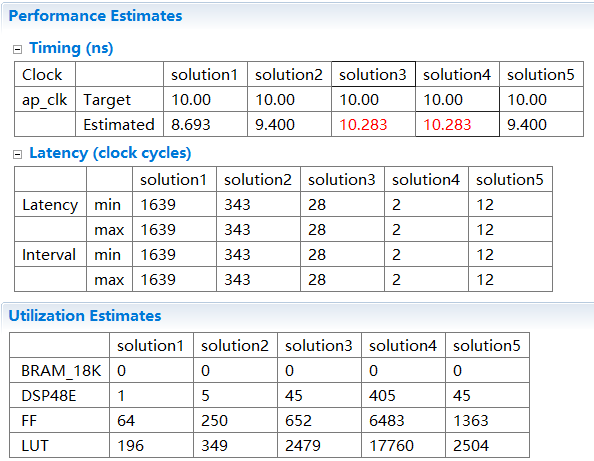 Performance Estimates
Timing (ns)
Clock solution1 solution2 solution3 solution4 solution5
ap_clk Target 10.00 10.00 10.00 10.00 10.00
Estimated 8.693 9.400 10.283 10.283 9.400
Latency (clock cycles)
solution1 solution2 solution3 solution4 solution5
Latency min 1639 343 28 2 12
max 1639 343 28 2 12
Interval min 1639 343 28 2 12
max 1639 343 28 2 12
Utilization Estimates
solution1 solution2 solution3 solution4 solution5
BRAM_18K 0 0 0 0 0
DSP48E 1 5 45 405 45
FF 64 250 652 6483 1363
LUT 196 349 2479 17760 2504